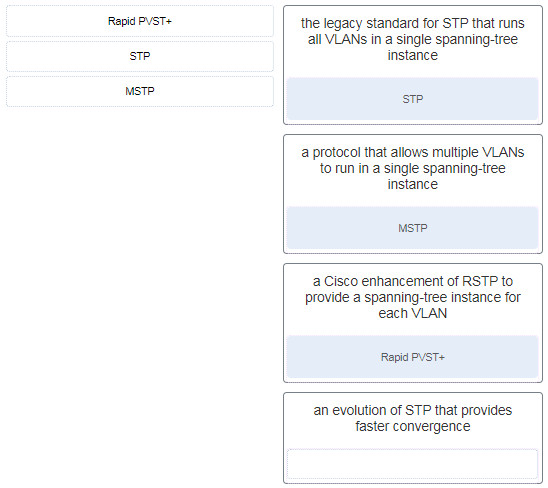 Rapid PVST+
STP
MSTP
the legacy standard for STP that runs
all VLANs in a single spanning-tree
instance
STP
a protocol that allows multiple VLANs
to run in a single spanning-tree
instance
MSTP
a Cisco enhancement of RSTP to
provide a spanning-tree instance for
each VLAN
Rapid PVST+
an evolution of STP that provides
faster convergence